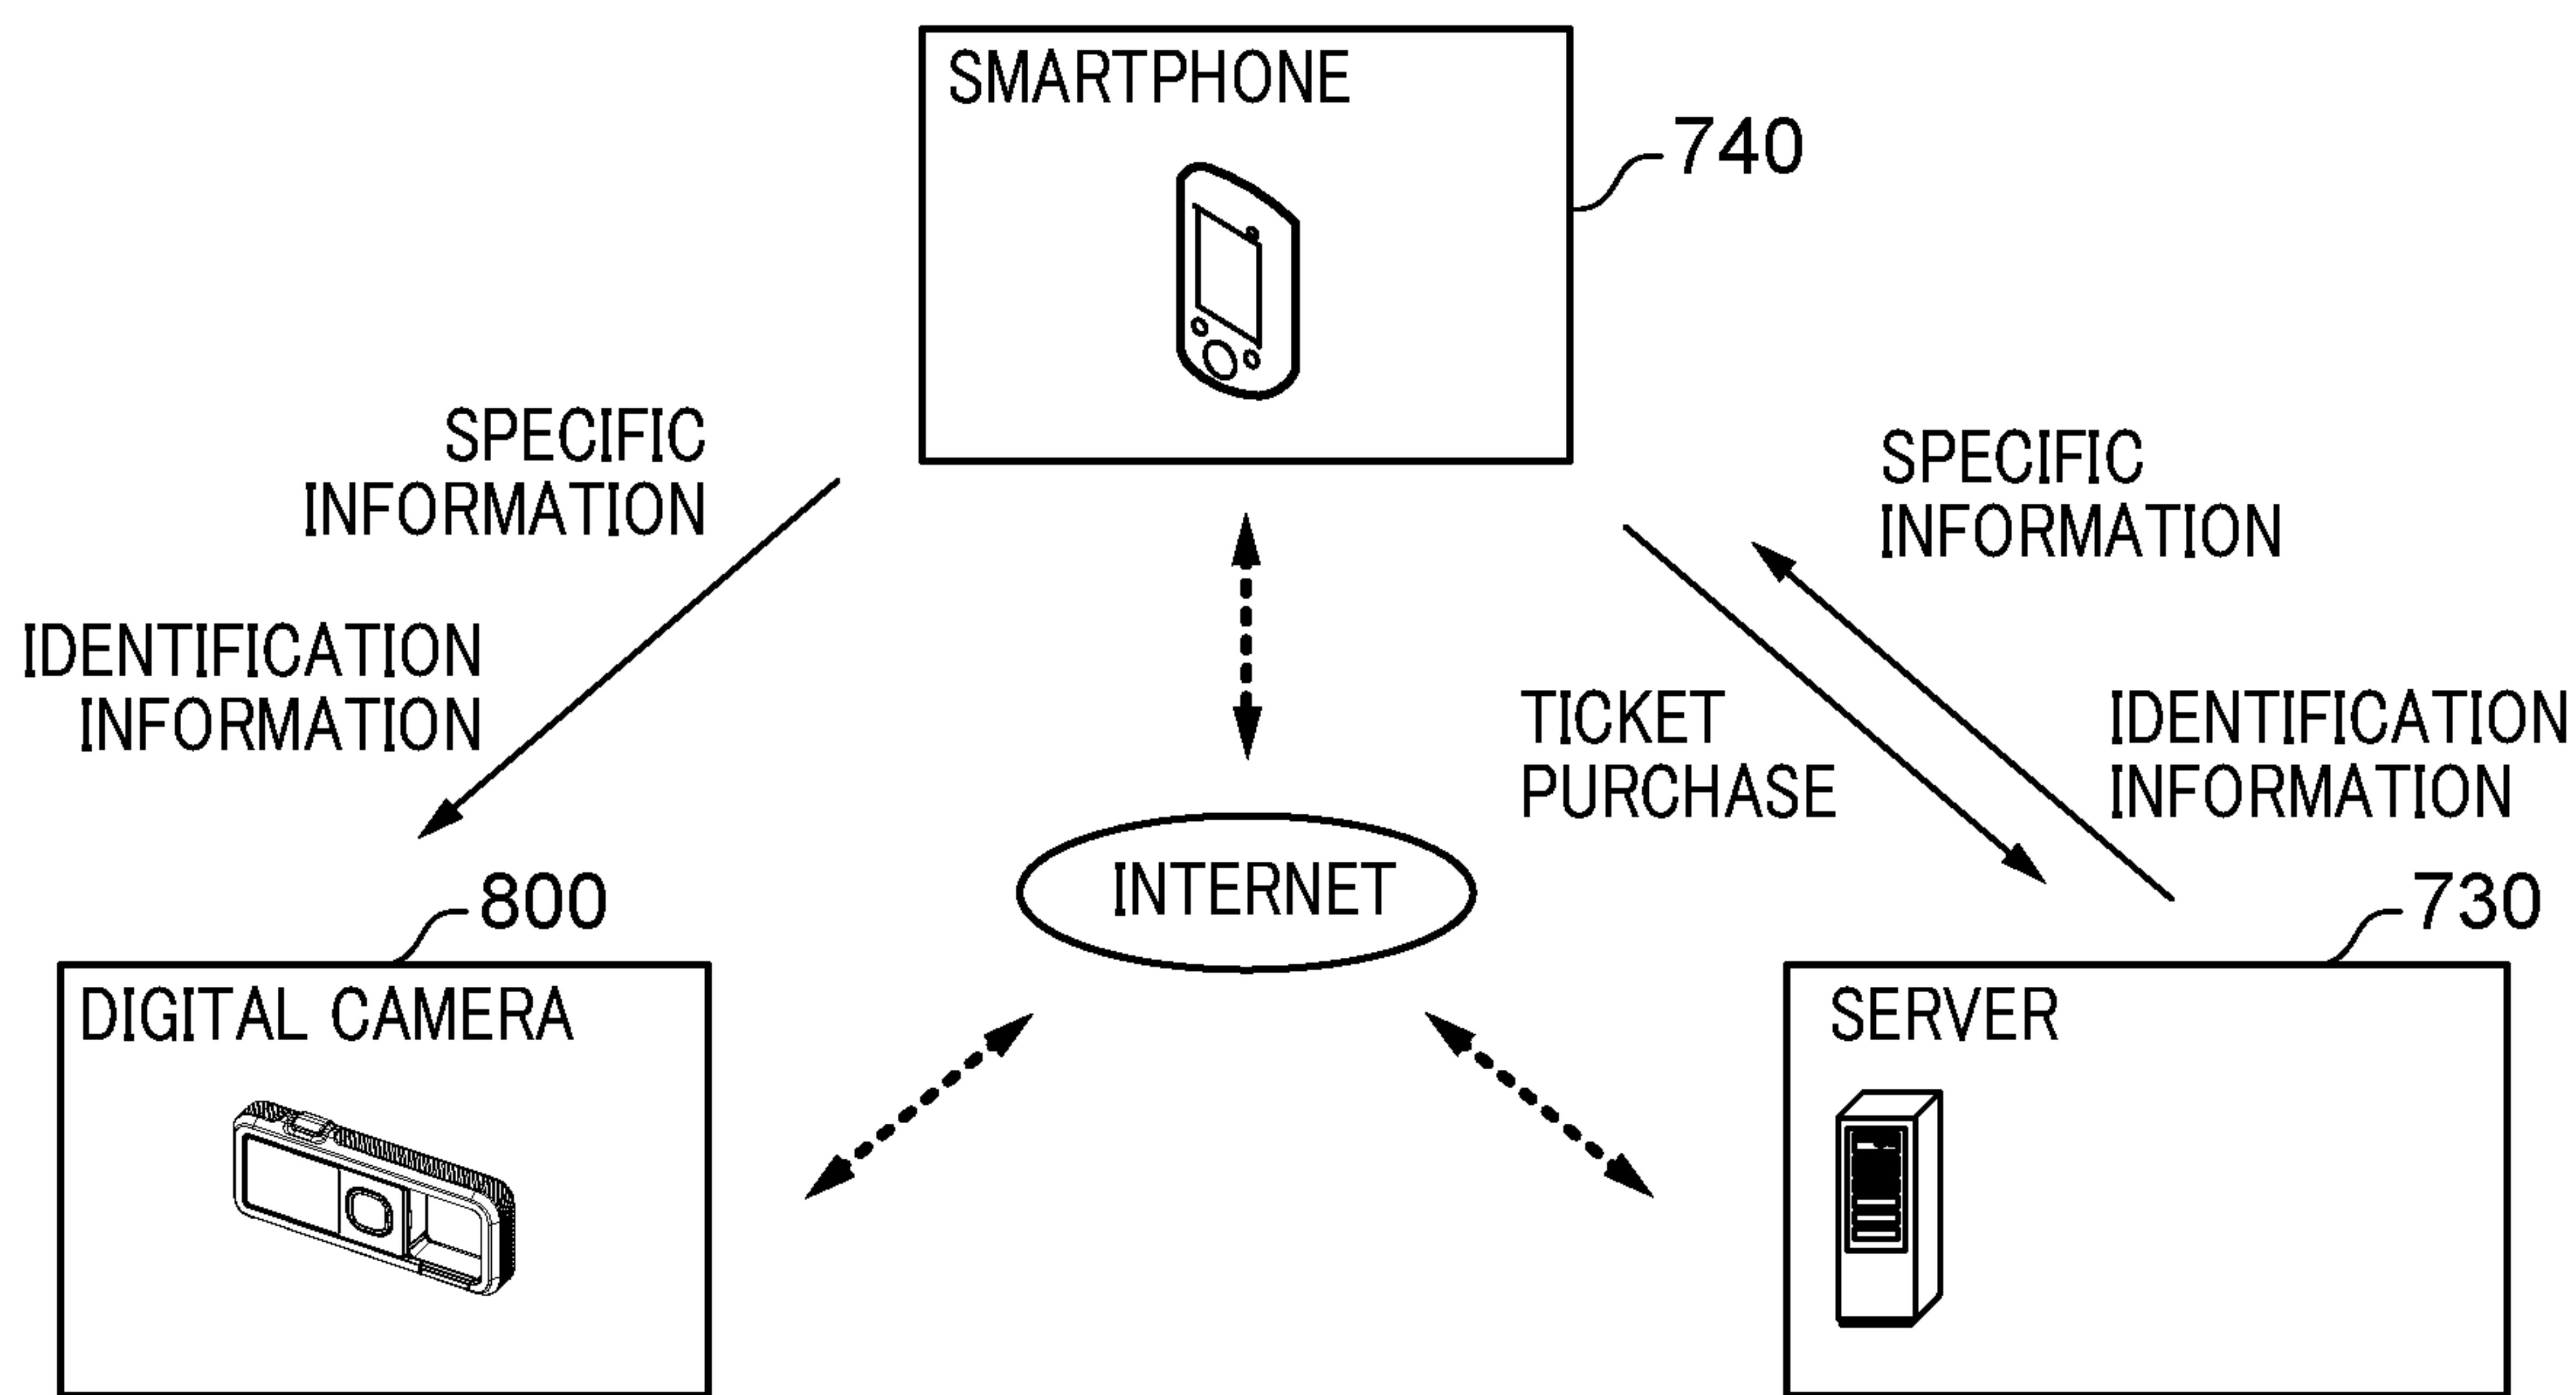 SMARTPHONE
740
SPECIFIC
INFORMATION
SPECIFIC
INFORMATION
IDENTIFICATION
INFORMATION
TICKET
PURCHASE
IDENTIFICATION
INFORMATION
INTERNET
800
730
DIGITAL CAMERA
SERVER